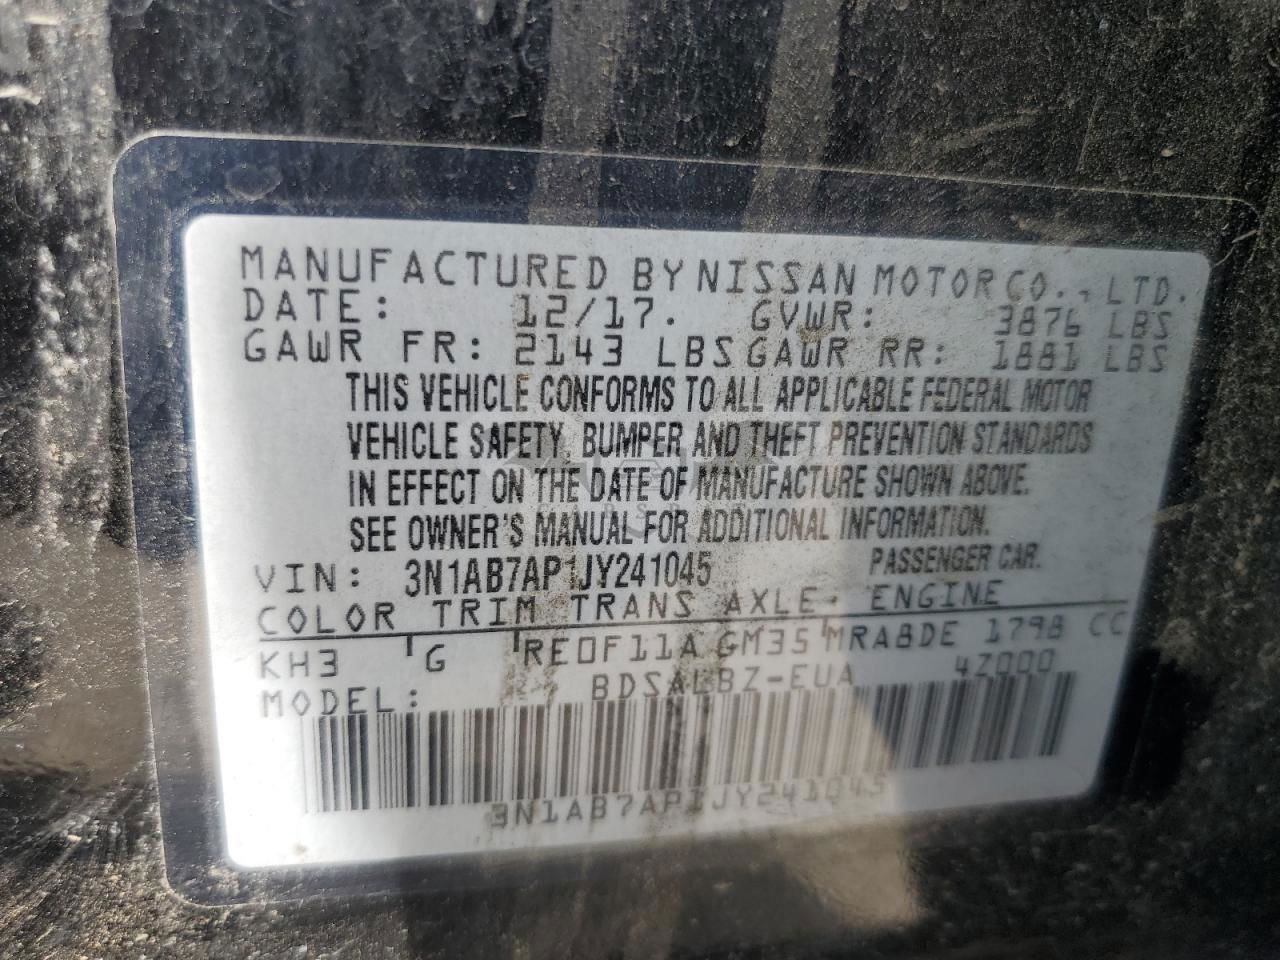 MANUFACTURED BY NISSAN MOTOR CO., LTD.
DATE: 12/17. GVWR: 3876 LBS
GAWR FR: 2143 LBS GAWR RR: 1881 LBS
THIS VEHICLE CONFORMS TO ALL APPLICABLE FEDERAL MOTOR
VEHICLE SAFETY, BUMPER AND THEFT PREVENTION STANDARDS
IN EFFECT ON THE DATE OF MANUFACTURE SHOWN ABOVE.
SEE OWNER'S MANUAL FOR ADDITIONAL INFORMATION.
VIN: 3N1AB7AP1JY241045 PASSENGER CAR.
COLOR TRIM TRANS AXLE ENGINE
KH3 G RE0F11A GM35 MRA8DE 1798 CC
MODEL: BDSALBZ-EUA 4Z000
3N1AB7AP1JY241045